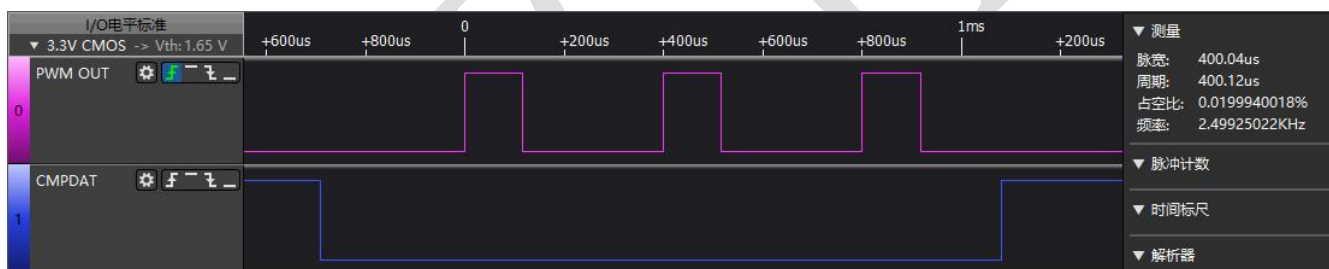 I/O电平标准
▼ 3.3V CMOS -> Vth: 1.65 V
+600us +800us 0 +200us +400us +600us +800us 1ms +200us
PWM OUT
0
CMPDAT
1
▼ 测量
脉宽: 400.04us
周期: 400.12us
占空比: 0.0199940018%
频率: 2.49925022KHz
▼ 脉冲计数
▼ 时间标尺
▼ 解析器